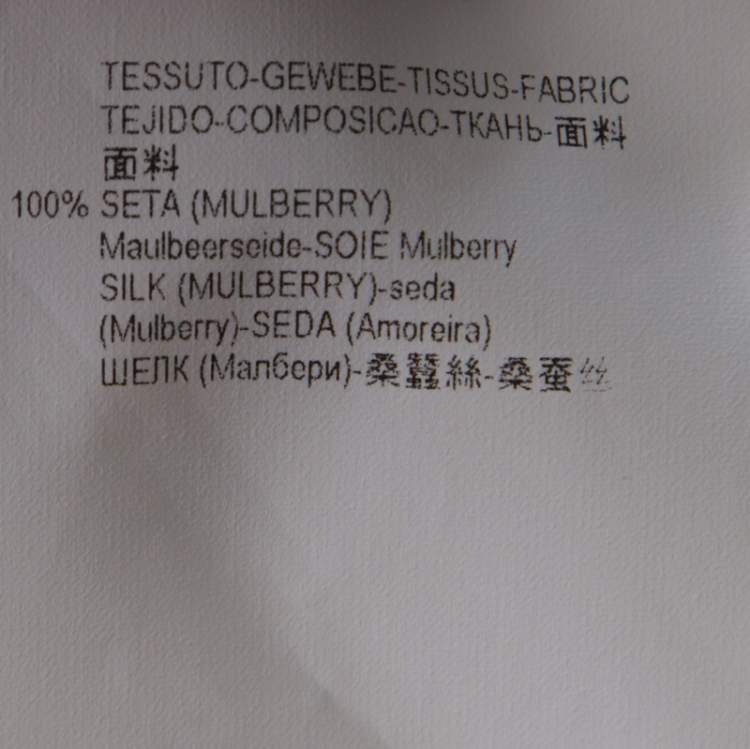 TESSUTO-GEWEBE-TISSUS-FABRIC
TEJIDO-COMPOSICAO-ТКАНЬ-面料
面料
100% SETA (MULBERRY)
Maulbeerseide-SOIE Mulberry
SILK (MULBERRY)-seda
(Mulberry)-SEDA (Amoreira)
ШЕЛК (Малбери)-桑蠶絲-桑蚕丝